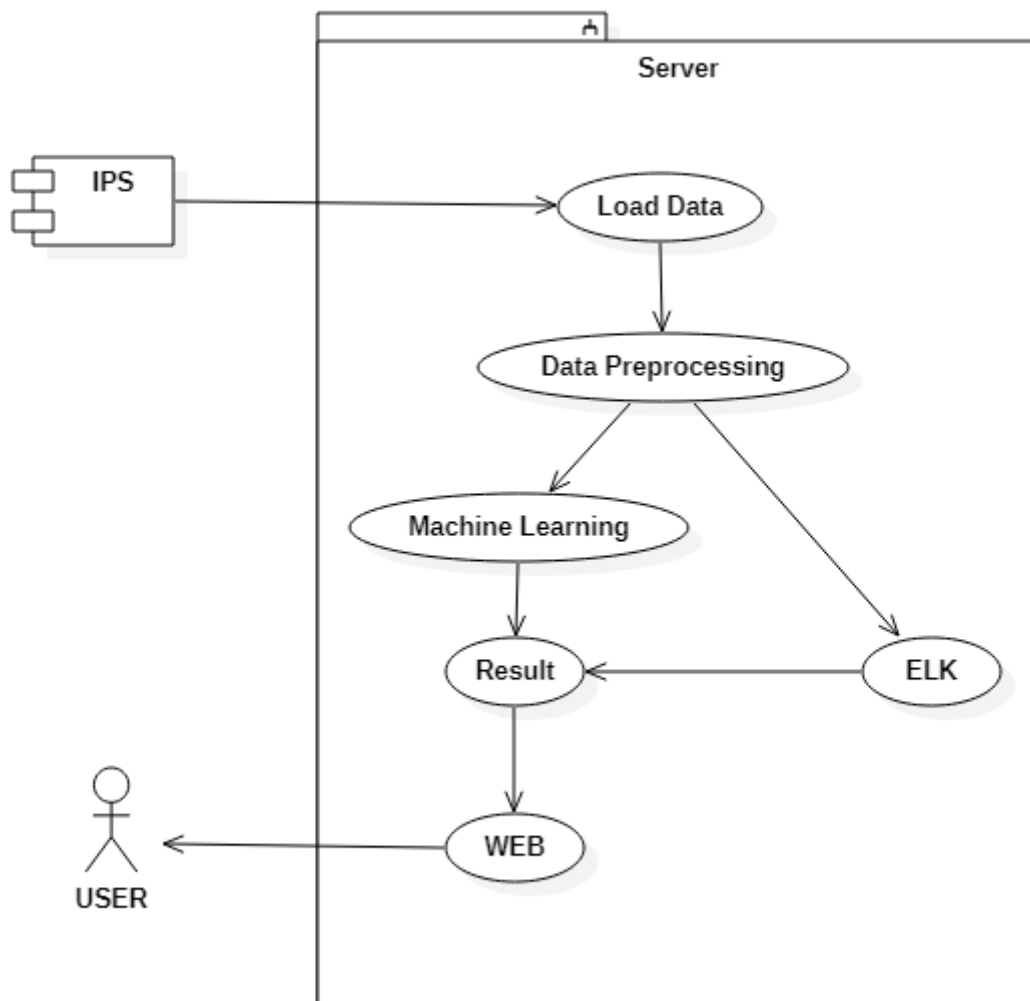 Server
IPS
Load Data
Data Preprocessing
Machine Learning
Result
ELK
WEB
USER